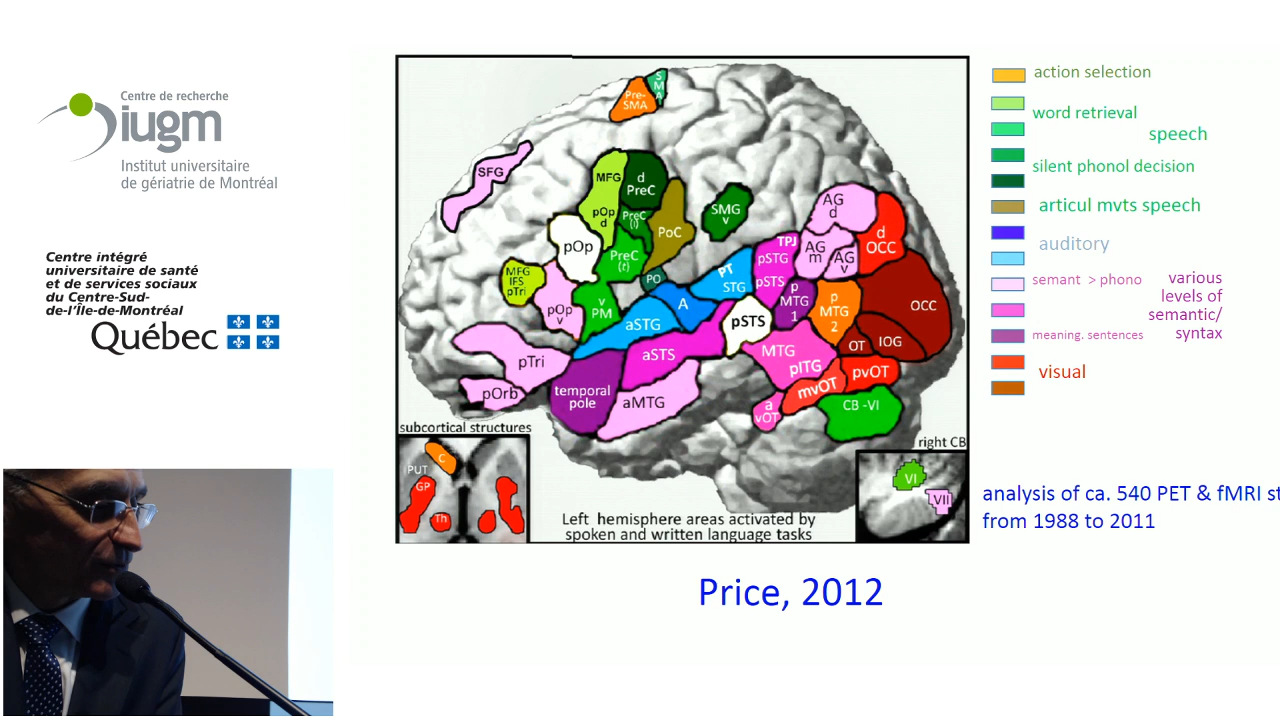 Centre de recherche
iugm
Institut universitaire
de gériatrie de Montréal
Centre intégré
universitaire de santé
et de services sociaux
du Centre-Sud-
de-l'Île-de-Montréal
Québec
Pre-
SMA
S
M
A
SFG
MFG
pOp
d
d
PreC
PreC
(i)
PreC
(t)
PoC
SMG
v
pOp
MFG
IFS
pTri
pOp
v
v
PM
PO
A
PT
STG
aSTG
TPJ
pSTG
pSTS
AG
d
AG
m
AG
v
d
OCC
OCC
p
MTG
1
p
MTG
2
pSTS
OT
IOG
aSTS
MTG
pITG
pTri
pOrb
temporal
pole
aMTG
mvOT
pvOT
a
vOT
CB -VI
subcortical structures
C
PUT
GP
Th
right CB
VI
VII
Left hemisphere areas activated by
spoken and written language tasks
action selection
word retrieval
speech
silent phonol decision
articul mvts speech
auditory
semant > phono
various
levels of
semantic/
syntax
meaning. sentences
visual
analysis of ca. 540 PET & fMRI st
from 1988 to 2011
Price, 2012